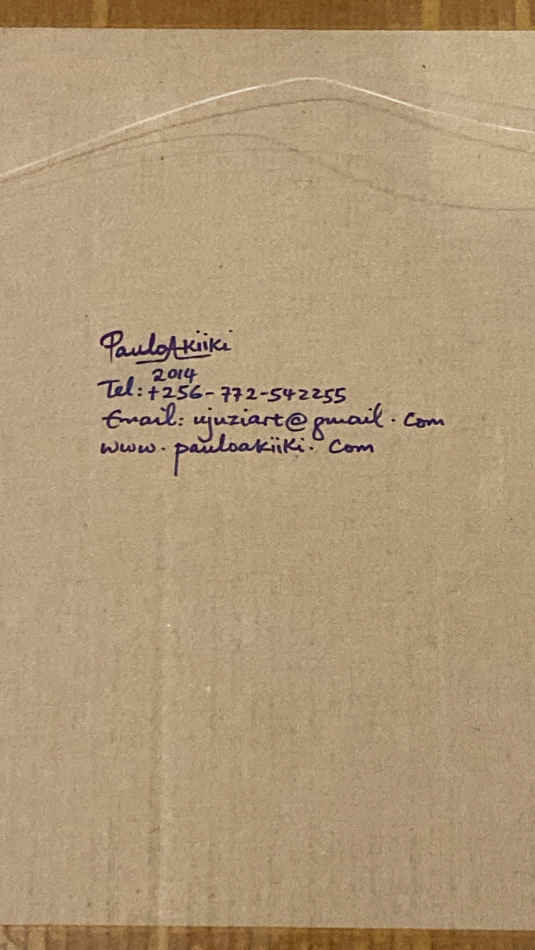 PauloAkiiki
2014
Tel: +256-772-542255
Email: ujuziart@gmail.com
www.pauloakiiki.com